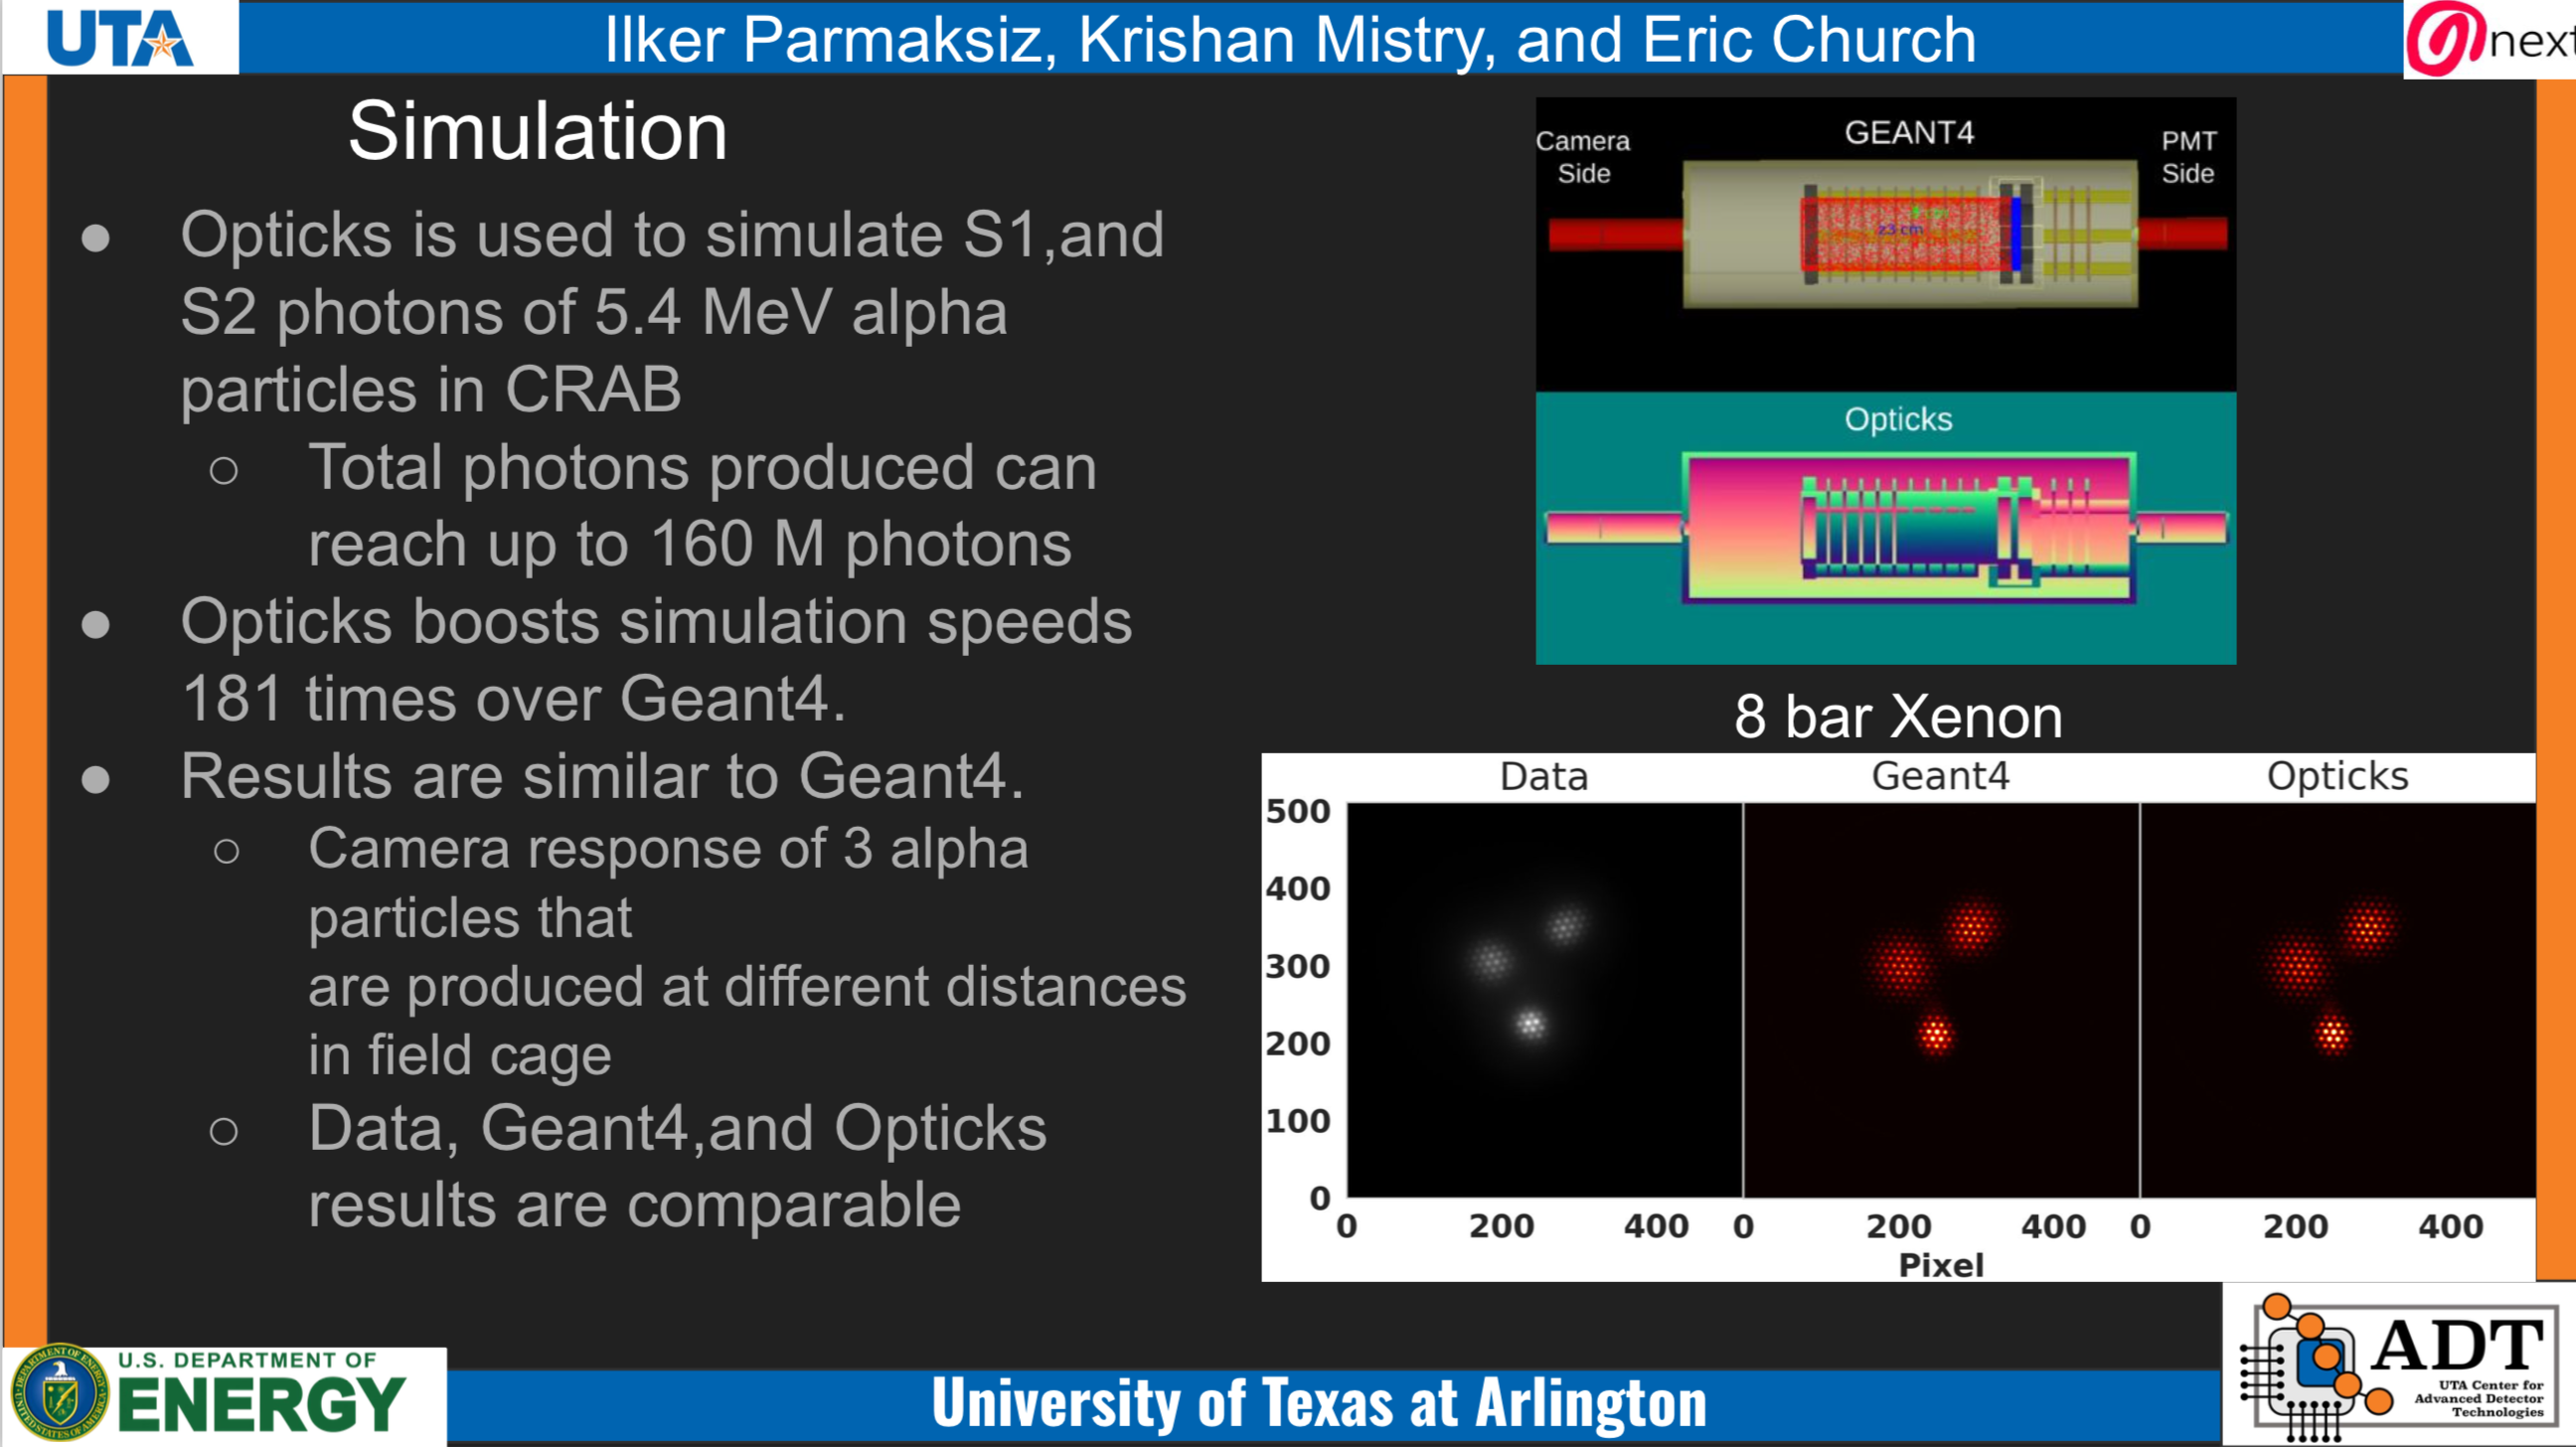 UTA
Ilker Parmaksiz, Krishan Mistry, and Eric Church
next
Simulation
● Opticks is used to simulate S1,and
S2 photons of 5.4 MeV alpha
particles in CRAB
○ Total photons produced can
reach up to 160 M photons
● Opticks boosts simulation speeds
181 times over Geant4.
● Results are similar to Geant4.
○ Camera response of 3 alpha
particles that
are produced at different distances
in field cage
○ Data, Geant4,and Opticks
results are comparable
Camera
Side
GEANT4
PMT
Side
23 cm
Opticks
8 bar Xenon
Data Geant4 Opticks
500
400
300
200
100
0
0 200 400 0 200 400 0 200 400
Pixel
U.S. DEPARTMENT OF
ENERGY
University of Texas at Arlington
ADT
UTA Center for
Advanced Detector
Technologies